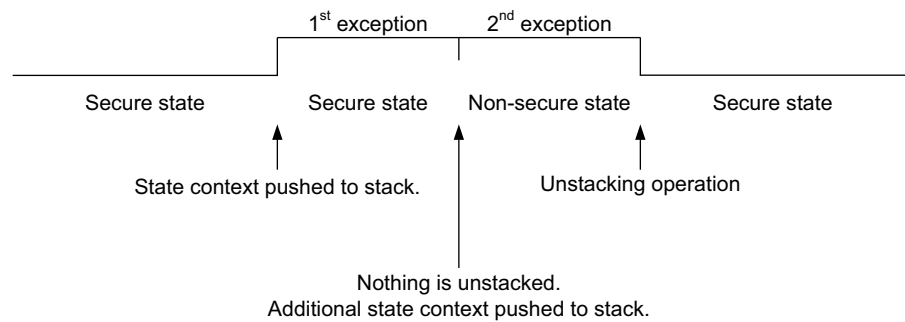 1st exception
2nd exception
Secure state
Secure state
Non-secure state
Secure state
State context pushed to stack.
Unstacking operation
Nothing is unstacked.
Additional state context pushed to stack.